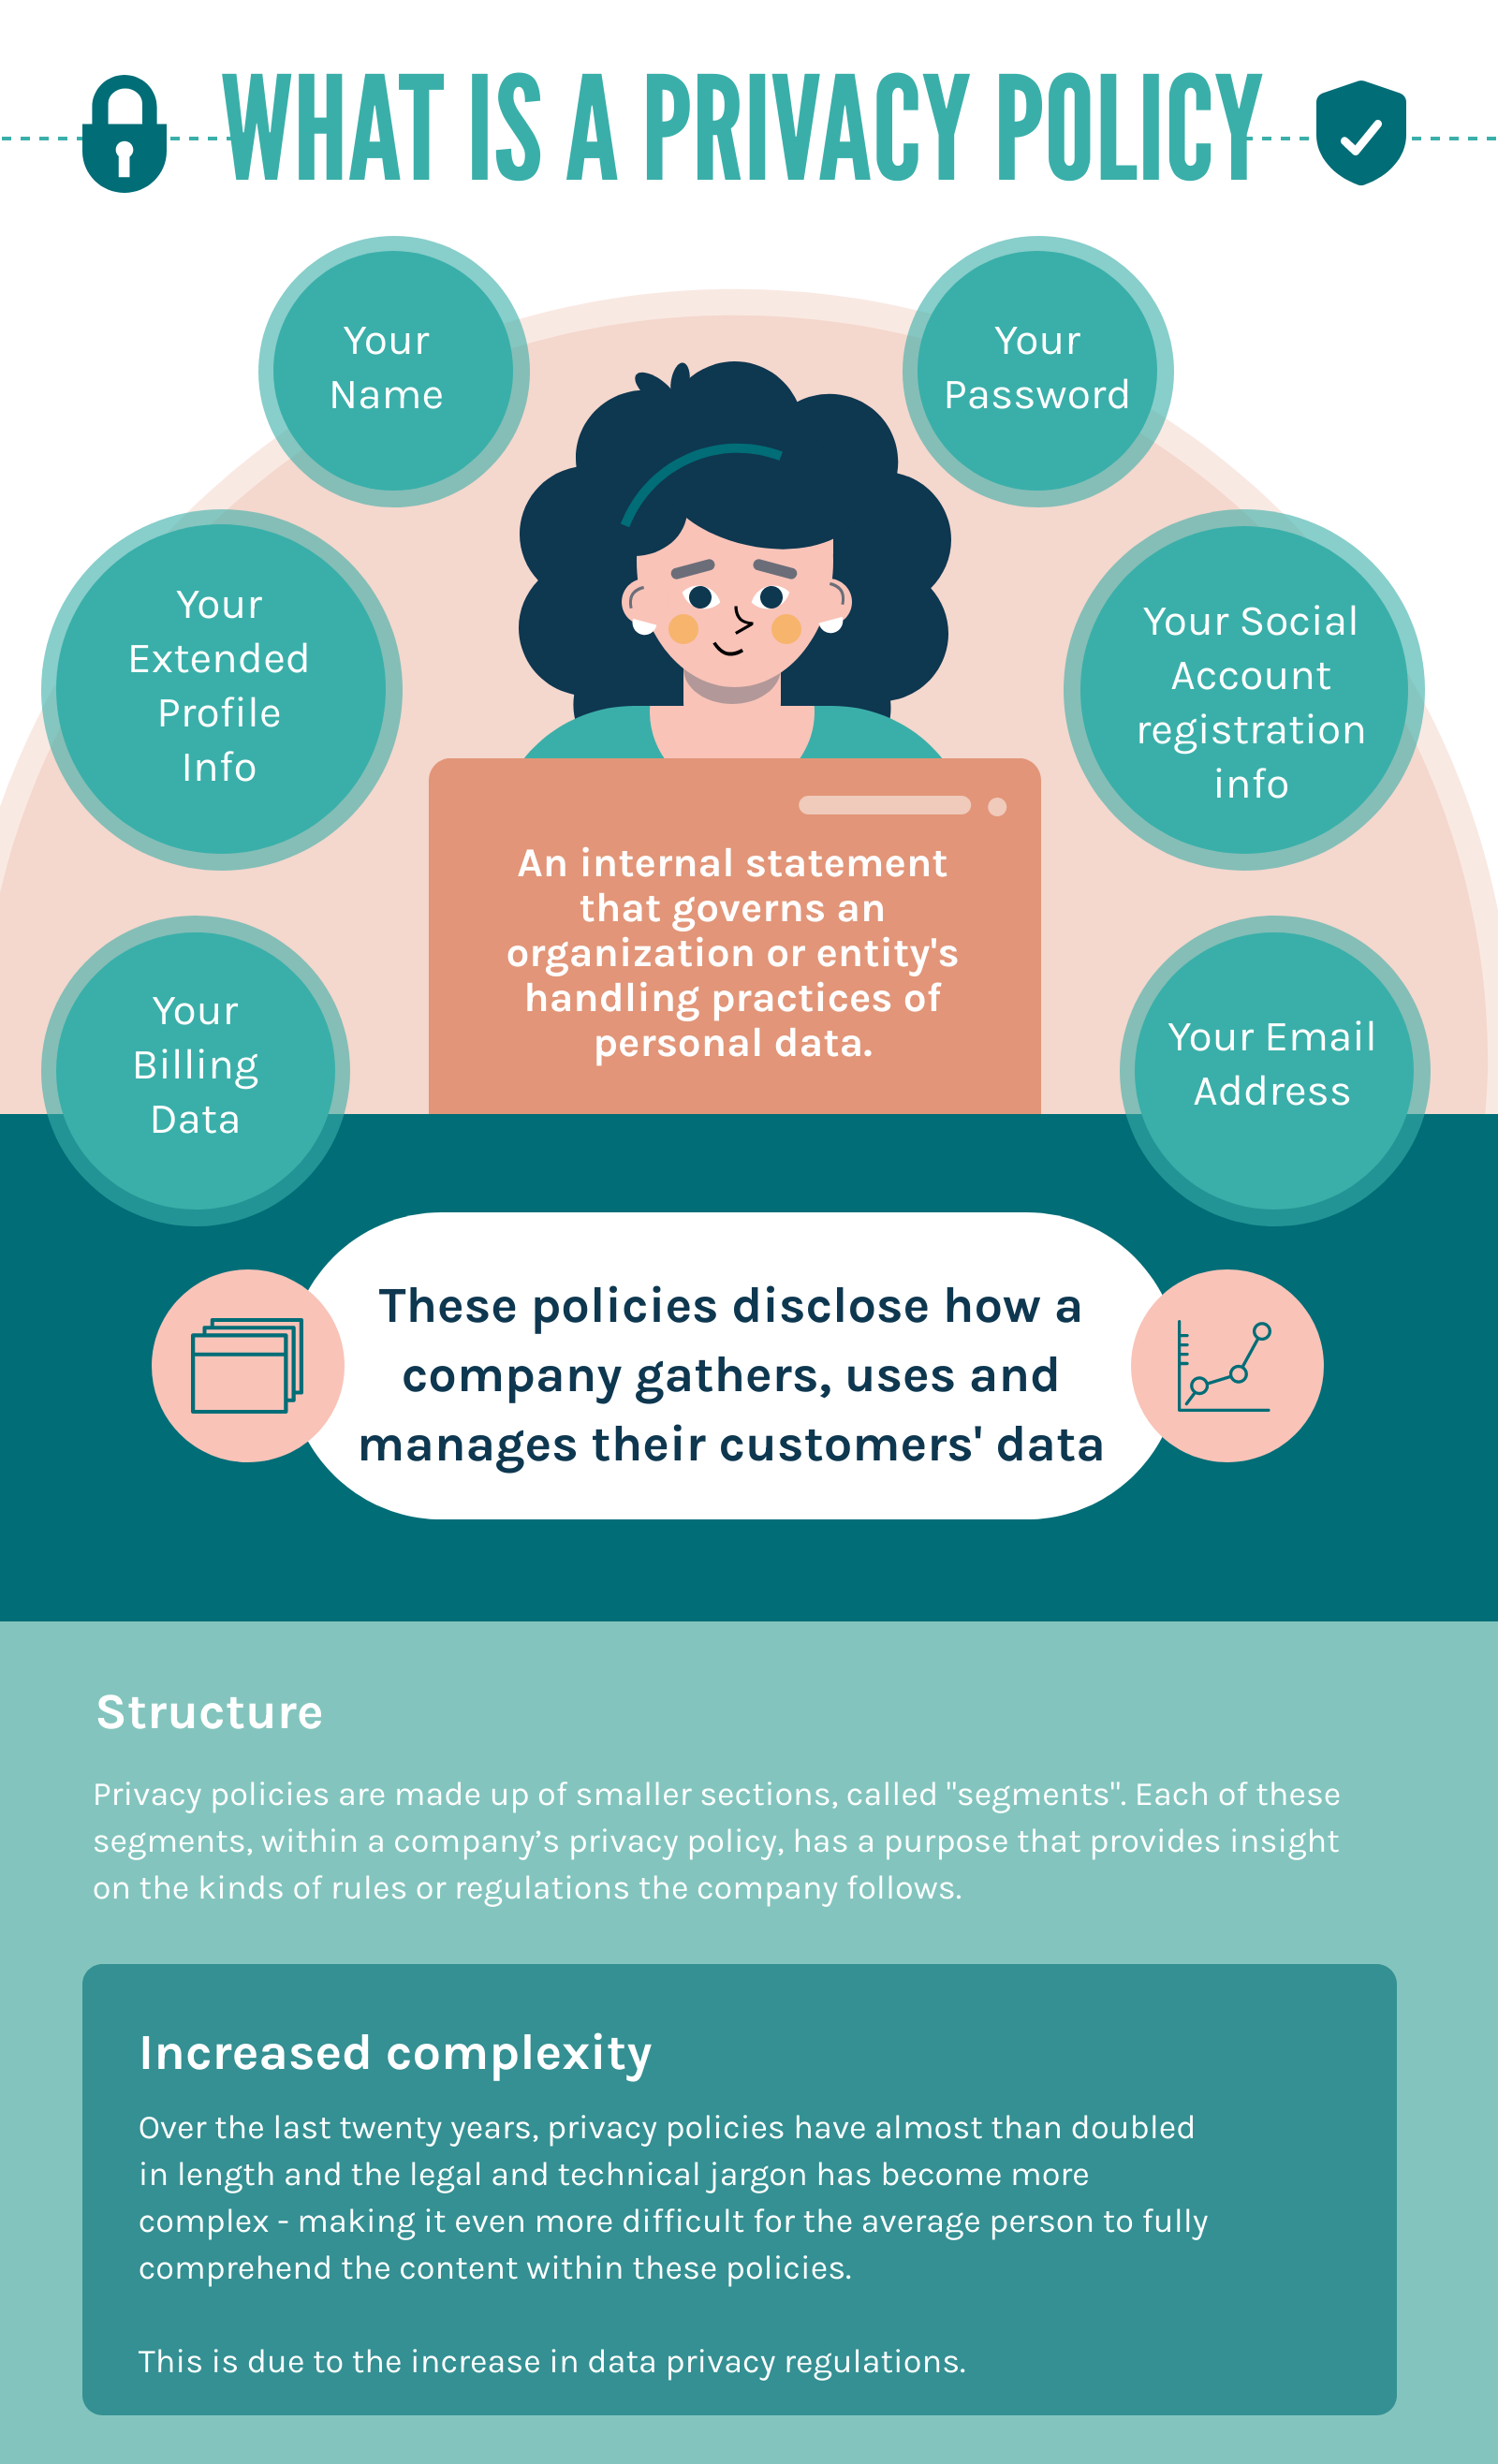 WHAT IS A PRIVACY POLICY
Your
Name
Your
Password
Your
Extended
Profile
Info
Your Social
Account
registration
info
An internal statement
that governs an
organization or entity's
handling practices of
personal data.
Your
Billing
Data
Your Email
Address
These policies disclose how a
company gathers, uses and
manages their customers' data
Structure
Privacy policies are made up of smaller sections, called "segments". Each of these
segments, within a company’s privacy policy, has a purpose that provides insight
on the kinds of rules or regulations the company follows.
Increased complexity
Over the last twenty years, privacy policies have almost than doubled
in length and the legal and technical jargon has become more
complex - making it even more difficult for the average person to fully
comprehend the content within these policies.
This is due to the increase in data privacy regulations.